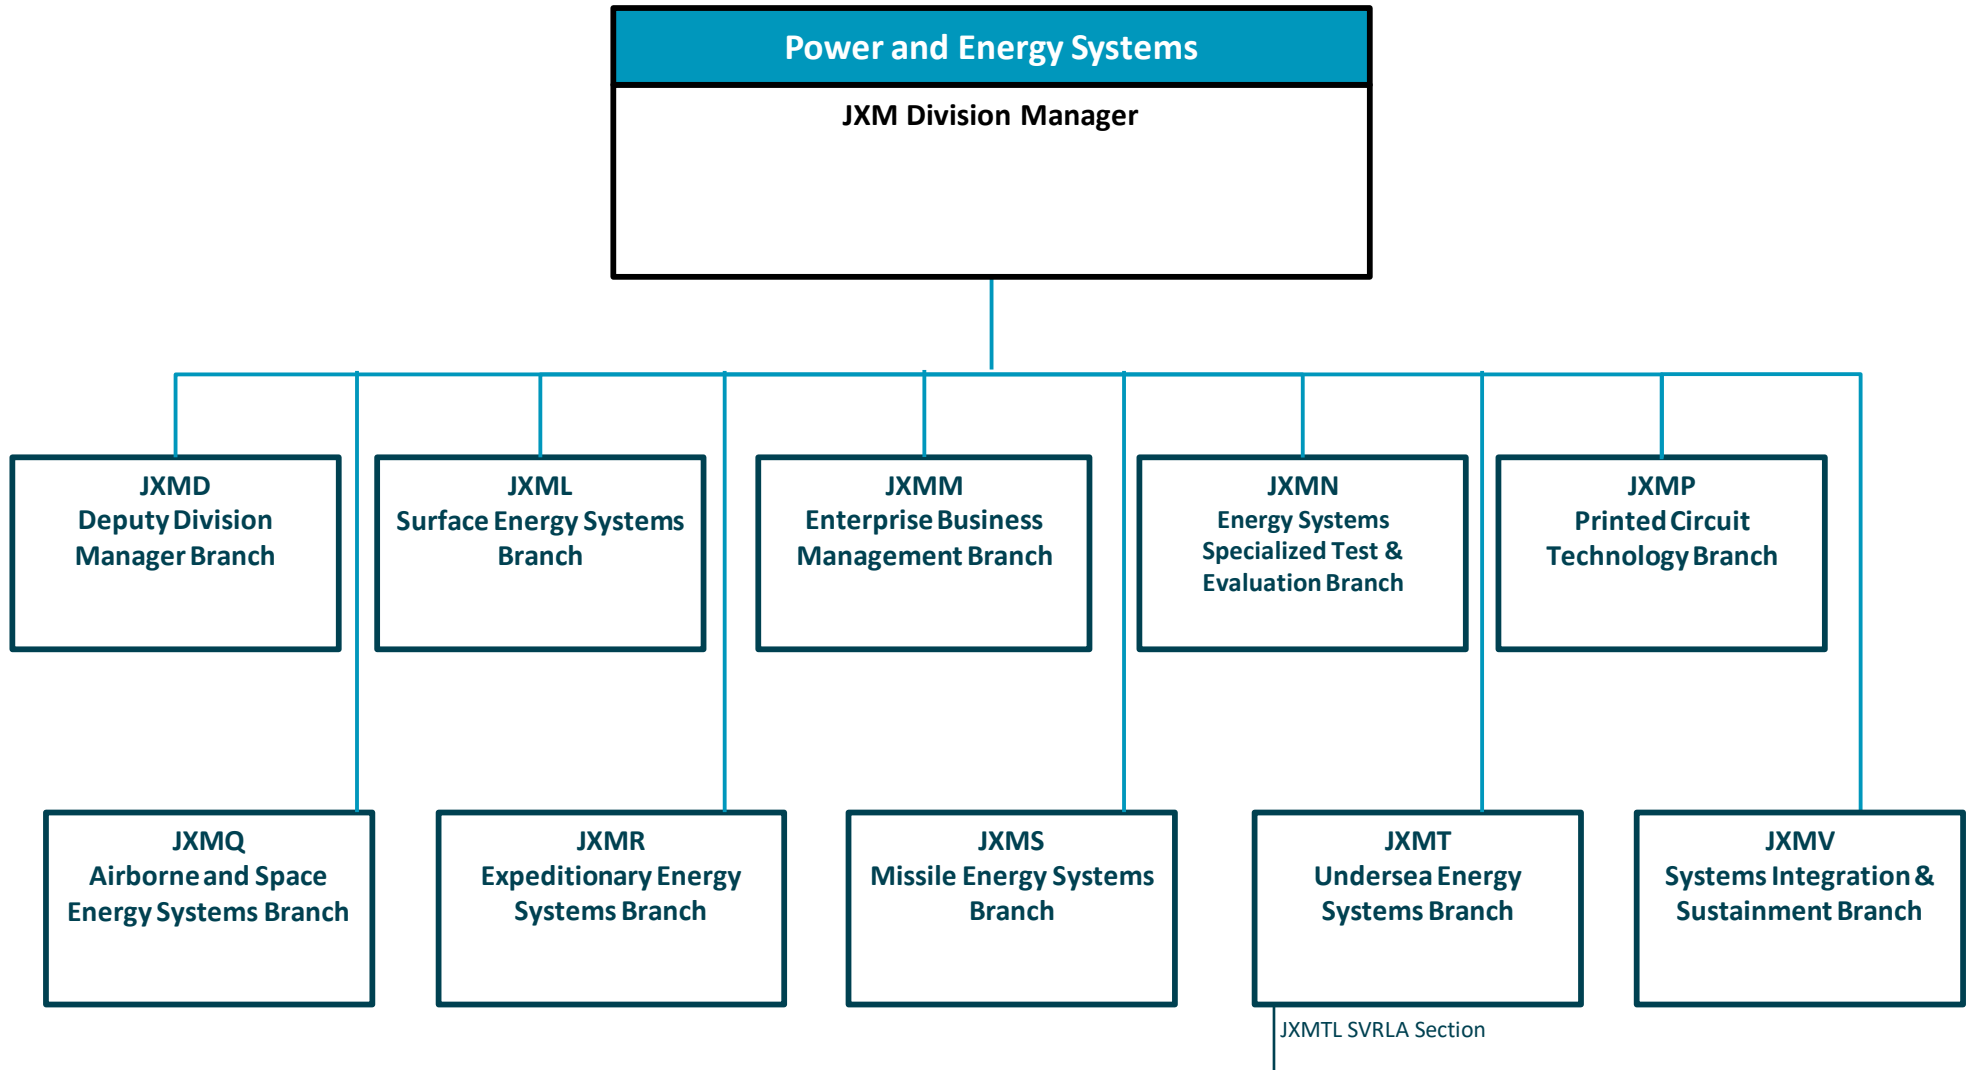 Power and Energy Systems
JXM Division Manager
JXMD
Deputy Division
Manager Branch
JXML
Surface Energy Systems
Branch
JXMM
Enterprise Business
Management Branch
JXMN
Energy Systems
Specialized Test &
Evaluation Branch
JXMP
Printed Circuit
Technology Branch
JXMQ
Airborne and Space
Energy Systems Branch
JXMR
Expeditionary Energy
Systems Branch
JXMS
Missile Energy Systems
Branch
JXMT
Undersea Energy
Systems Branch
JXMV
Systems Integration &
Sustainment Branch
JXMTL SVRLA Section